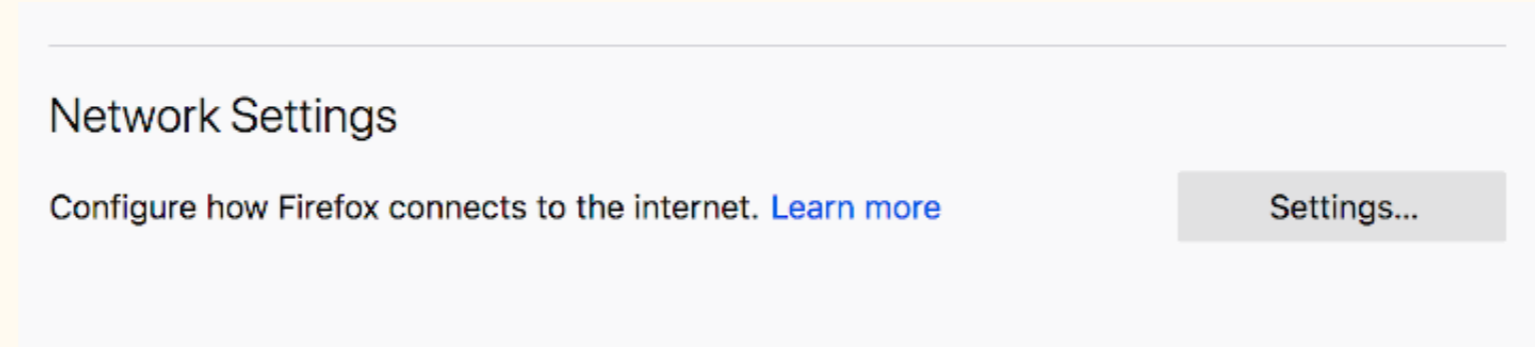 Network Settings
Configure how Firefox connects to the internet. Learn more
Settings...